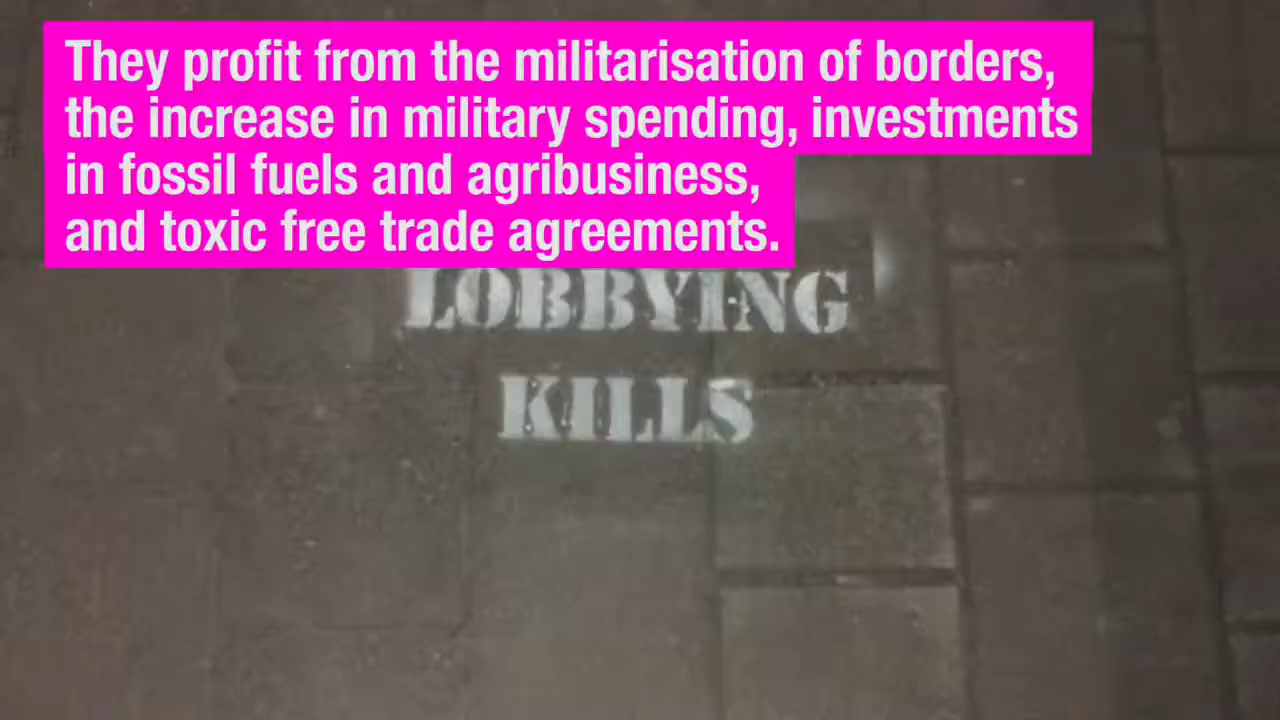 They profit from the militarisation of borders,
the increase in military spending, investments
in fossil fuels and agribusiness,
and toxic free trade agreements.
LOBBYING
KILLS